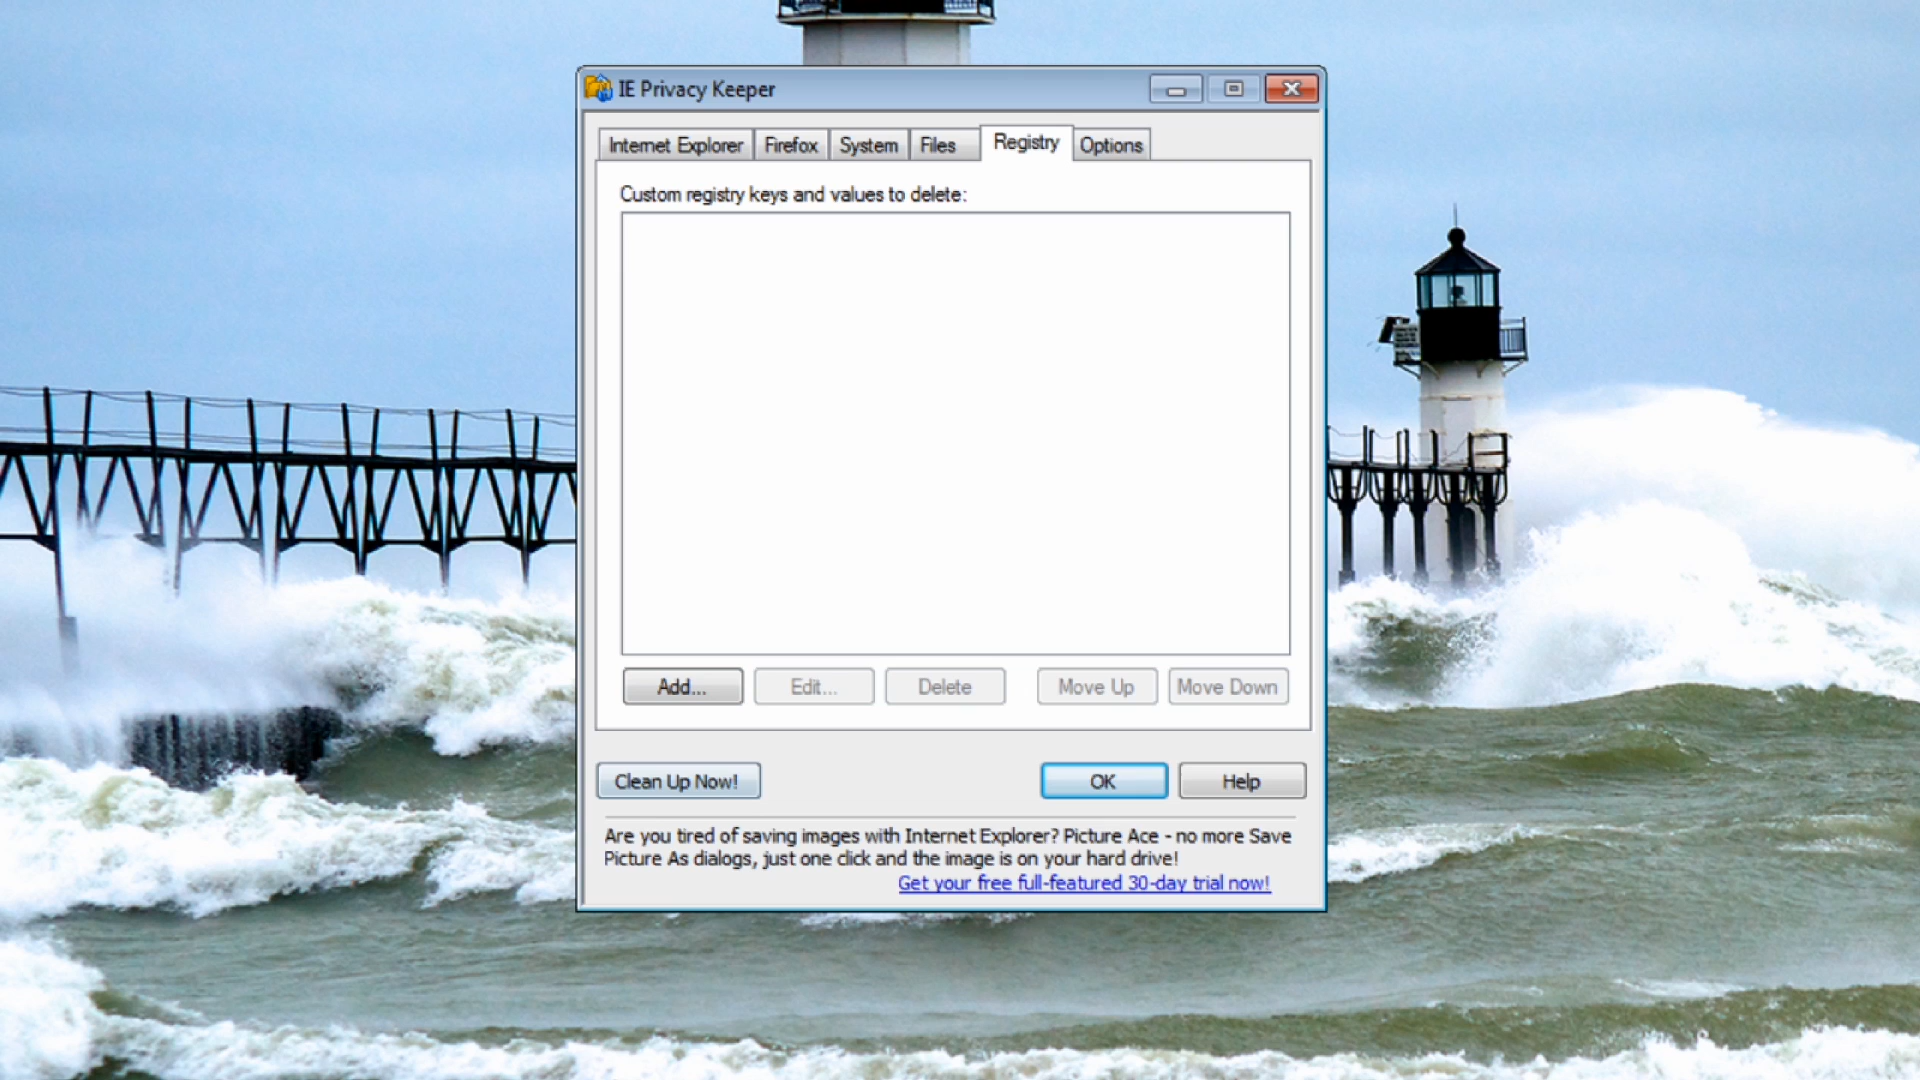 IE Privacy Keeper
Internet Explorer Firefox System Files Registry Options
Custom registry keys and values to delete:
Add... Edit... Delete Move Up Move Down
Clean Up Now! OK Help
Are you tired of saving images with Internet Explorer? Picture Ace - no more Save
Picture As dialogs, just one click and the image is on your hard drive!
Get your free full-featured 30-day trial now!